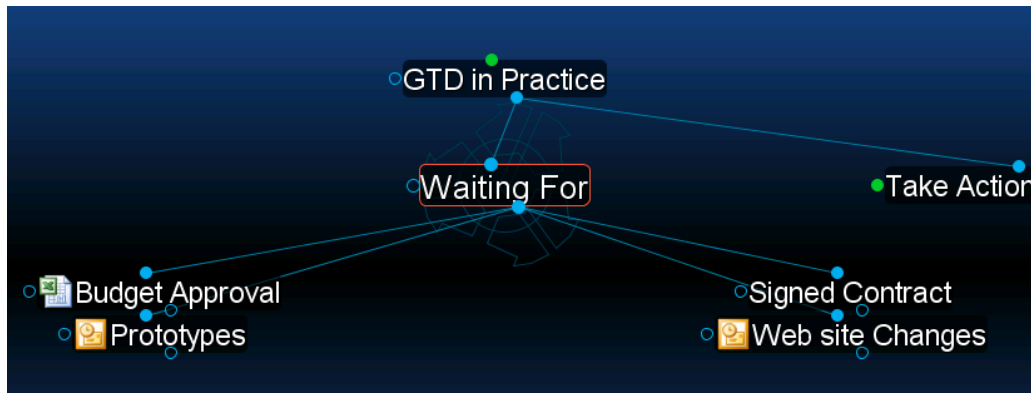 GTD in Practice
Waiting For
Take Action
Budget Approval
Signed Contract
Prototypes
Web site Changes